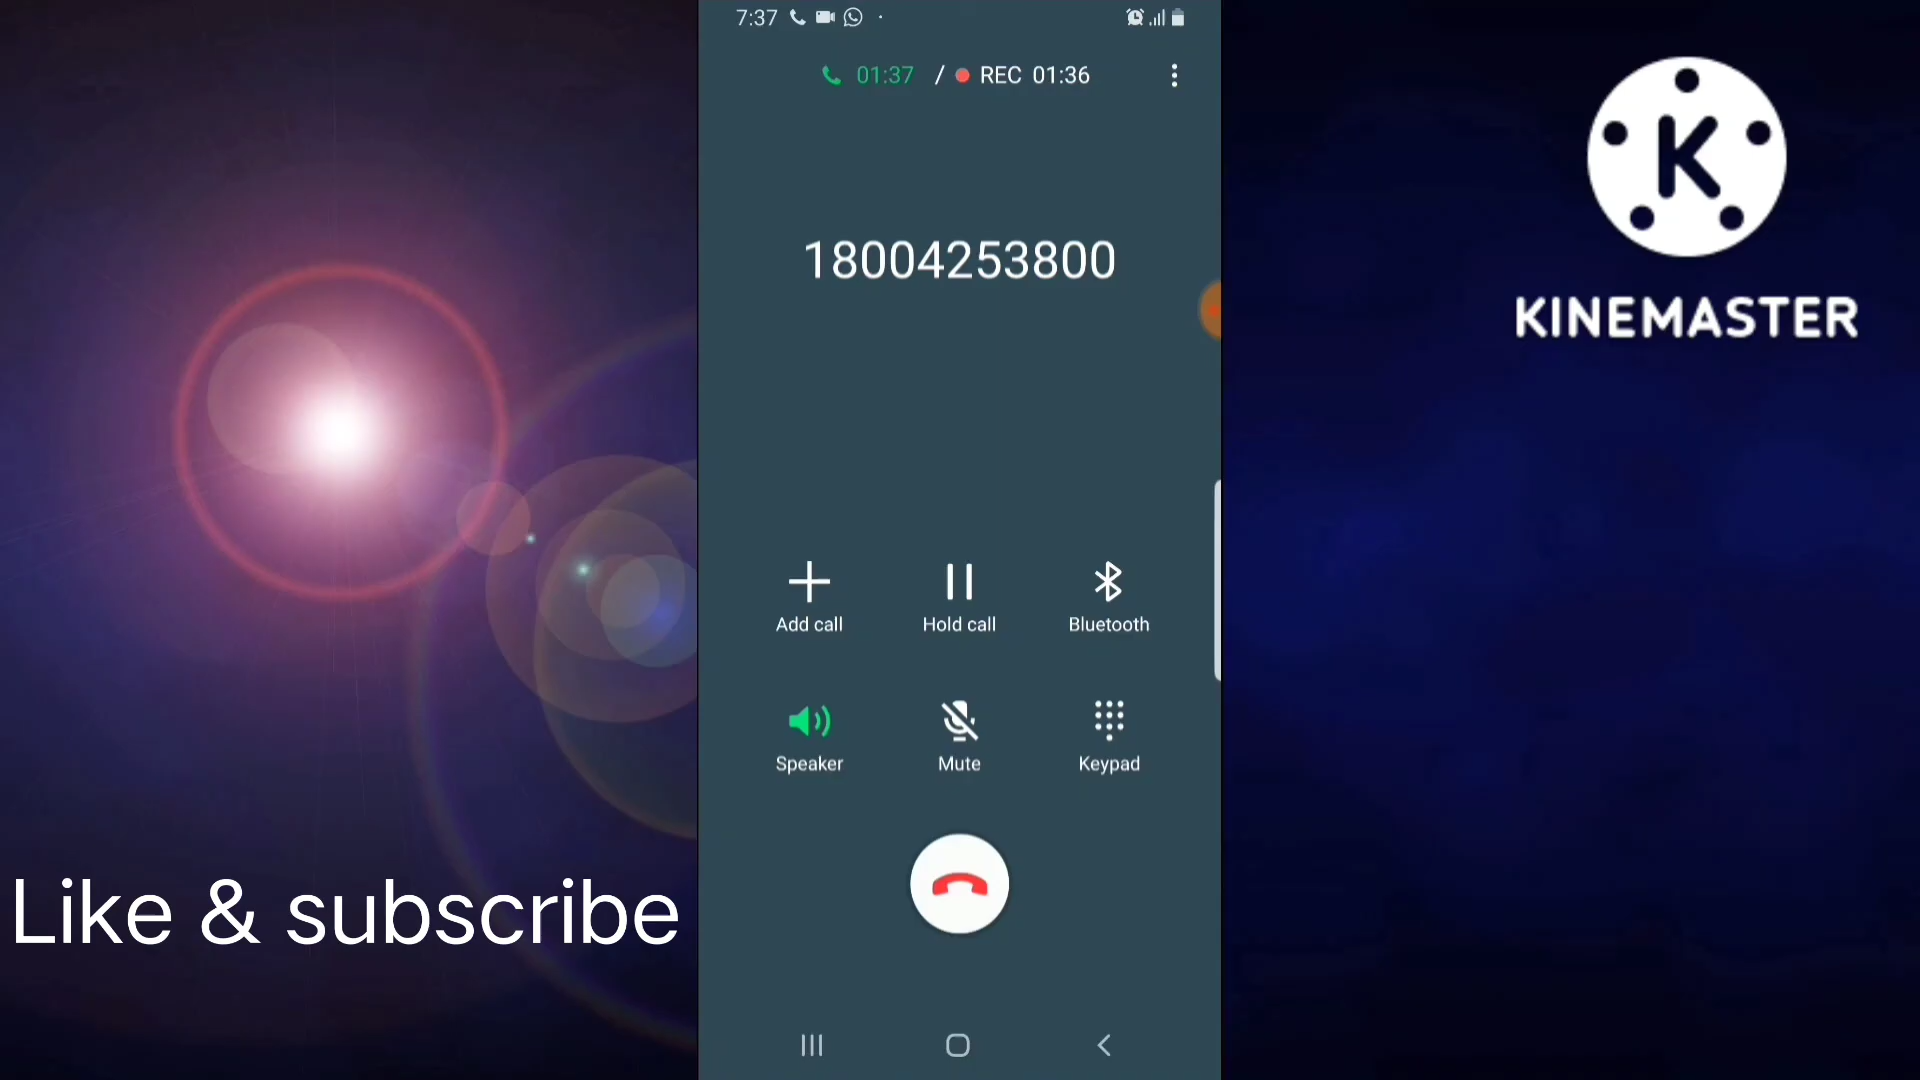 7:37
01:37 / REC 01:36
18004253800
Add call Hold call Bluetooth
Speaker Mute Keypad
Like & subscribe
K
KINEMASTER